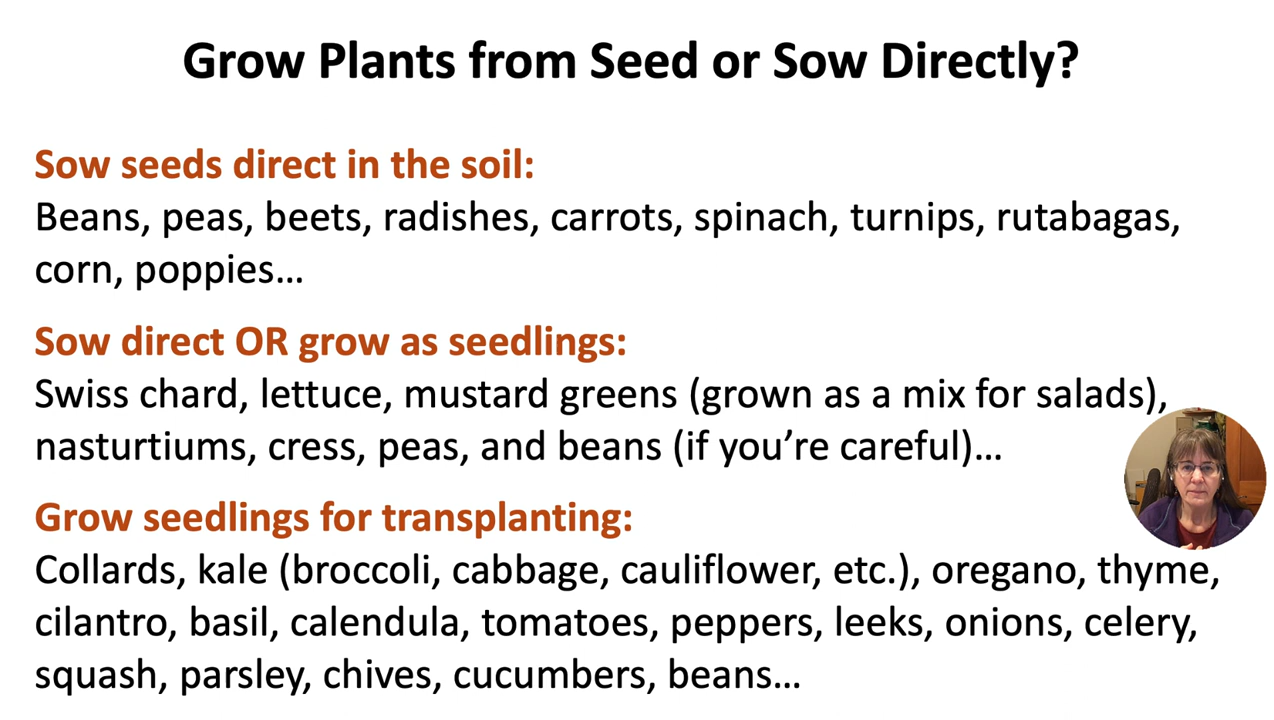 Grow Plants from Seed or Sow Directly?
Sow seeds direct in the soil:
Beans, peas, beets, radishes, carrots, spinach, turnips, rutabagas,
corn, poppies…
Sow direct OR grow as seedlings:
Swiss chard, lettuce, mustard greens (grown as a mix for salads),
nasturtiums, cress, peas, and beans (if you’re careful)…
Grow seedlings for transplanting:
Collards, kale (broccoli, cabbage, cauliflower, etc.), oregano, thyme,
cilantro, basil, calendula, tomatoes, peppers, leeks, onions, celery,
squash, parsley, chives, cucumbers, beans…